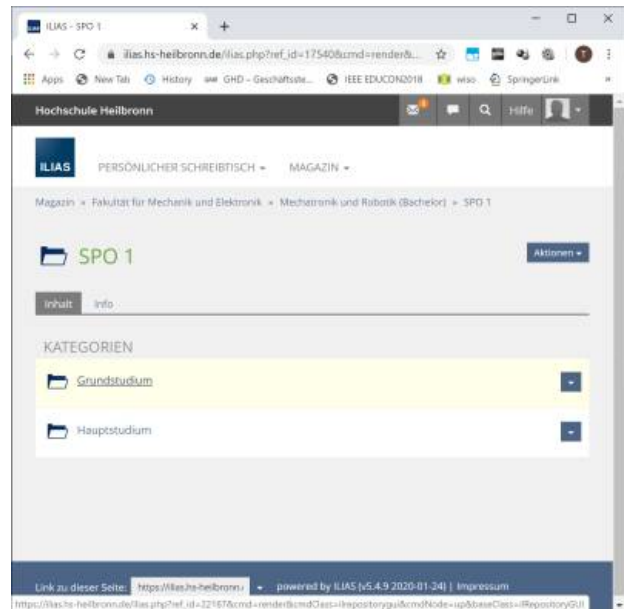 ILIAS - SPO 1
ilias.hs-heilbronn.de/ilias.php?ref_id=17540&cmd=render&...
Apps New Tab History GHD - Geschäftsste... IEEE EDUCON2018 wiso SpringerLink »
Hochschule Heilbronn Hilfe
ILIAS PERSÖNLICHER SCHREIBTISCH MAGAZIN
Magazin » Fakultät für Mechanik und Elektronik » Mechatronik und Robotik (Bachelor) » SPO 1
SPO 1 Aktionen
Inhalt Info
KATEGORIEN
Grundstudium
Hauptstudium
Link zu dieser Seite: https://ilias.hs-heilbronn.c powered by ILIAS (v5.4.9 2020-01-24) | Impressum
https://ilias.hs-heilbronn.de/ilias.php?ref_id=22167&cmd=render&cmdClass=ilrepositorygui&cmdNode=up&baseClass=ilRepositoryGUI